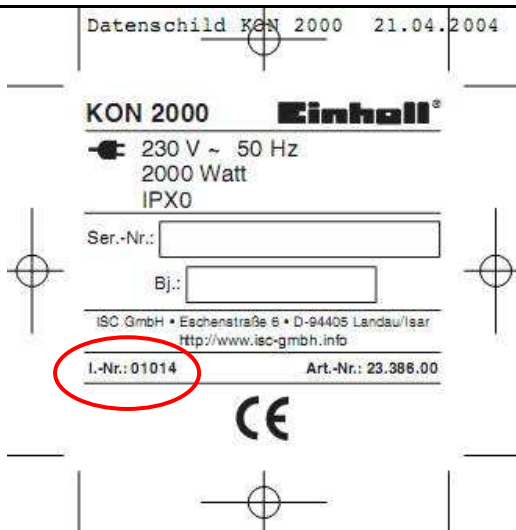 Datenschild KON 2000 21.04.2004
KON 2000 Einhell®
230 V ~ 50 Hz
2000 Watt
IPX0
Ser.-Nr.:
Bj.:
ISC GmbH • Eschenstraße 6 • D-94405 Landau/Isar
http://www.isc-gmbh.info
I.-Nr.: 01014 Art.-Nr.: 23.386.00
CE